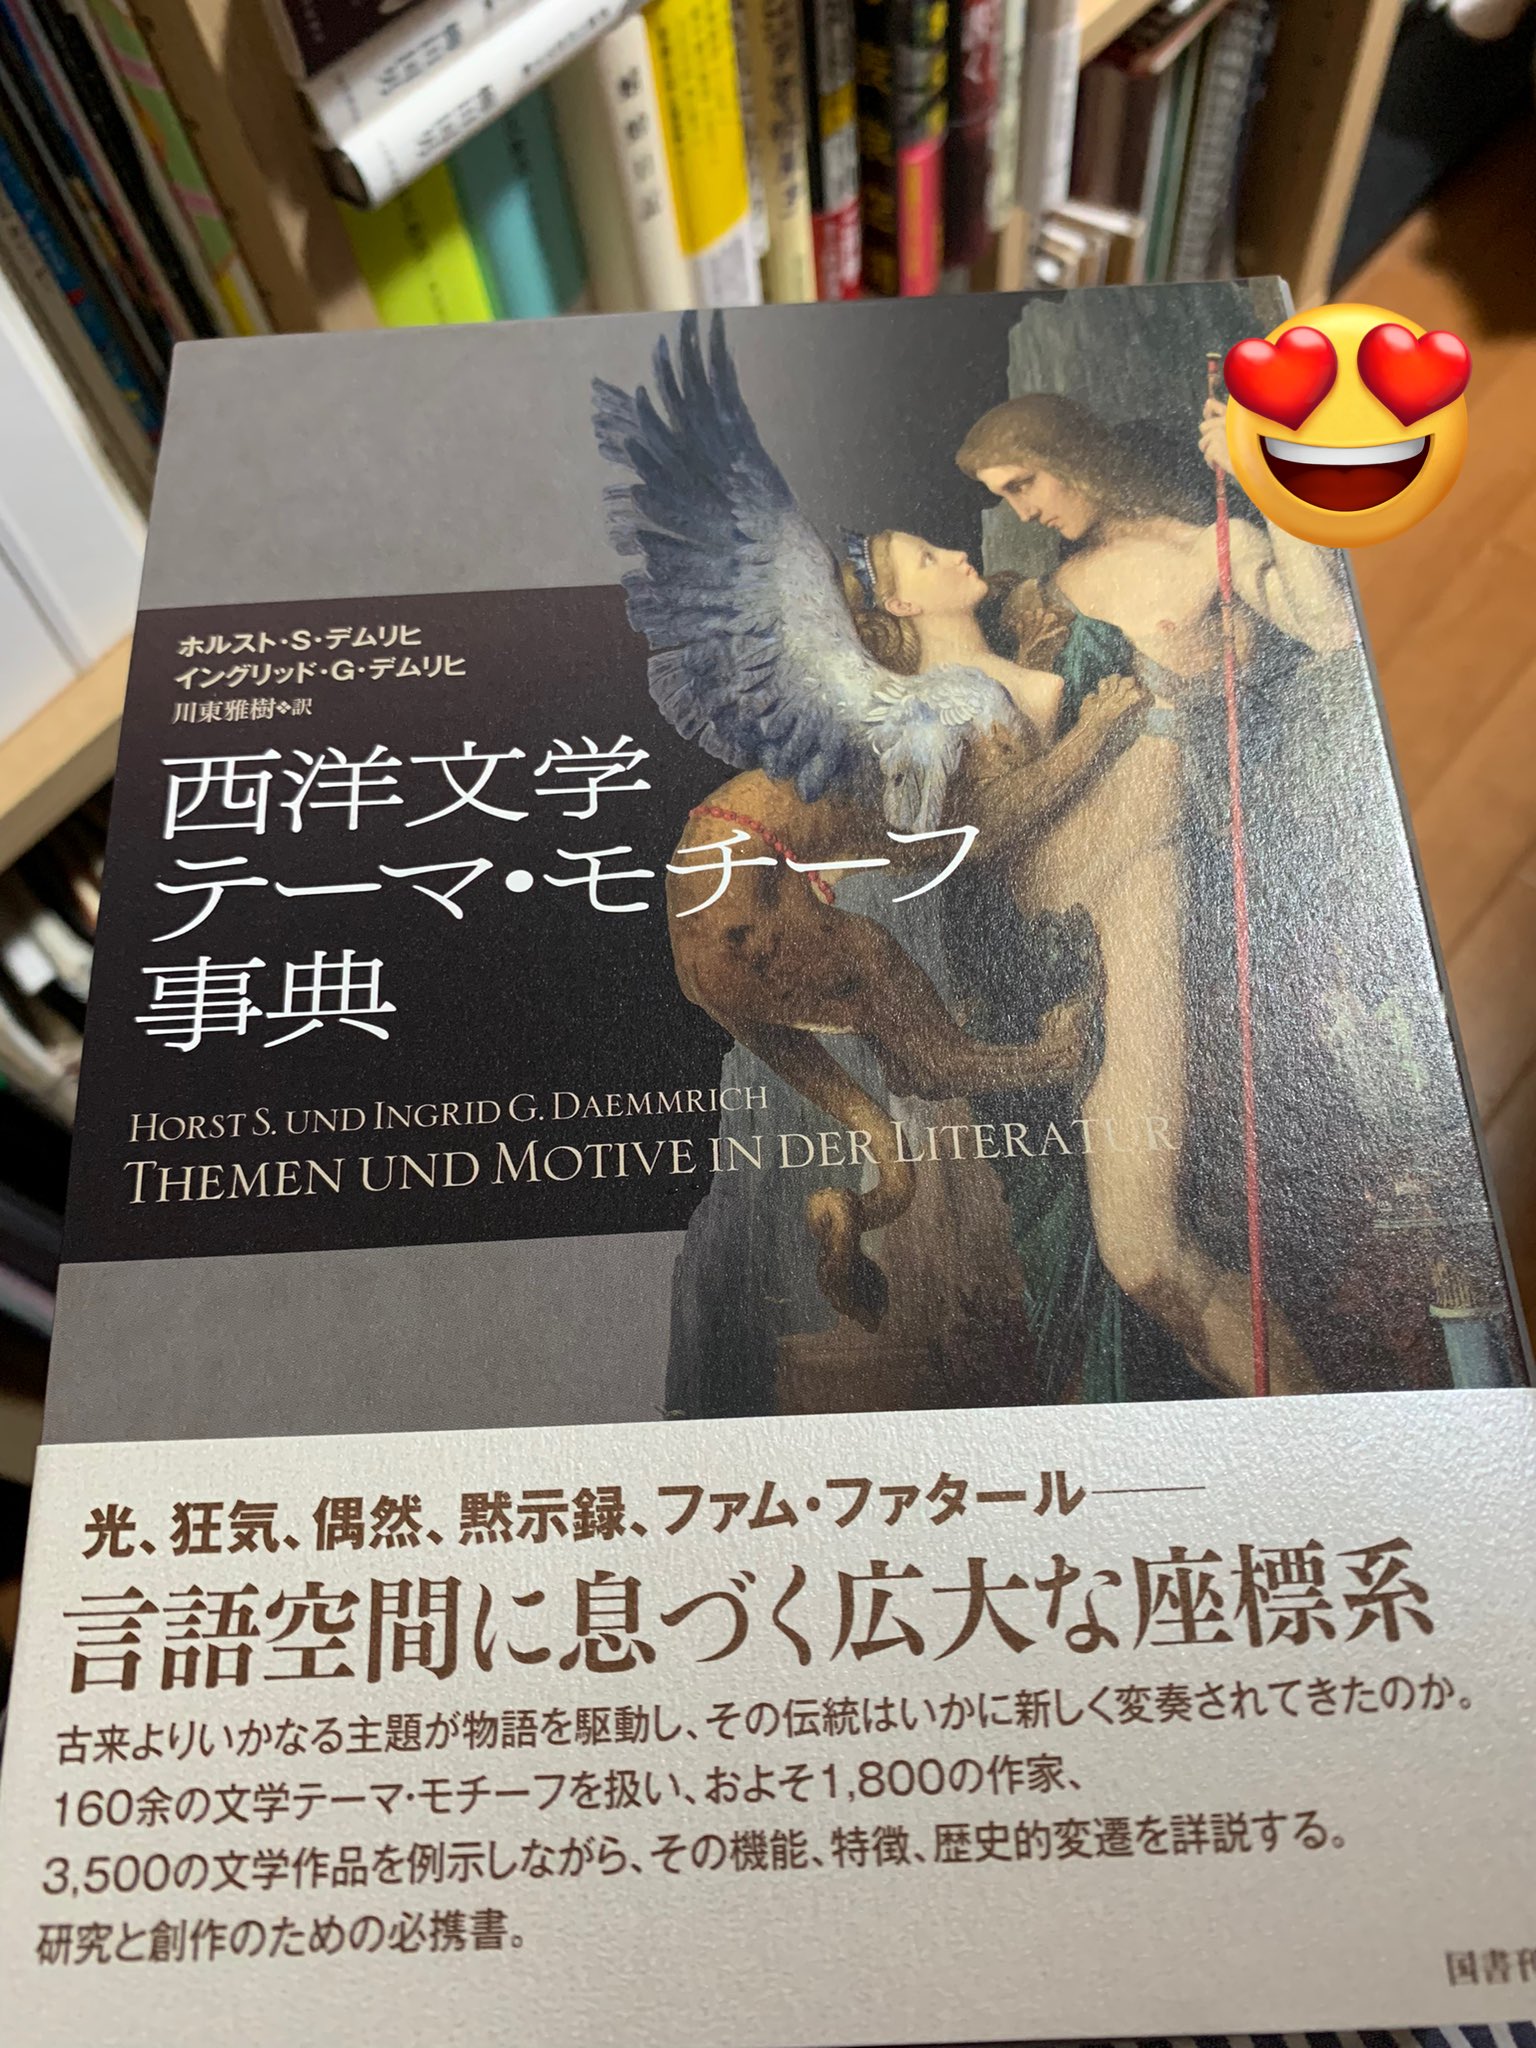 ホルスト・S・デムリヒ
イングリッド・G・デムリヒ
川東雅樹❖訳
西洋文学
テーマ・モチーフ
事典
HORST S. UND INGRID G. DAEMMRICH
THEMEN UND MOTIVE IN DER LITERATUR
光、狂気、偶然、黙示録、ファム・ファタール——
言語空間に息づく広大な座標系
古来よりいかなる主題が物語を駆動し、その伝統はいかに新しく変奏されてきたのか。
160余の文学テーマ・モチーフを扱い、およそ1,800の作家、
3,500の文学作品を例示しながら、その機能、特徴、歴史的変遷を詳説する。
研究と創作のための必携書。
国書刊